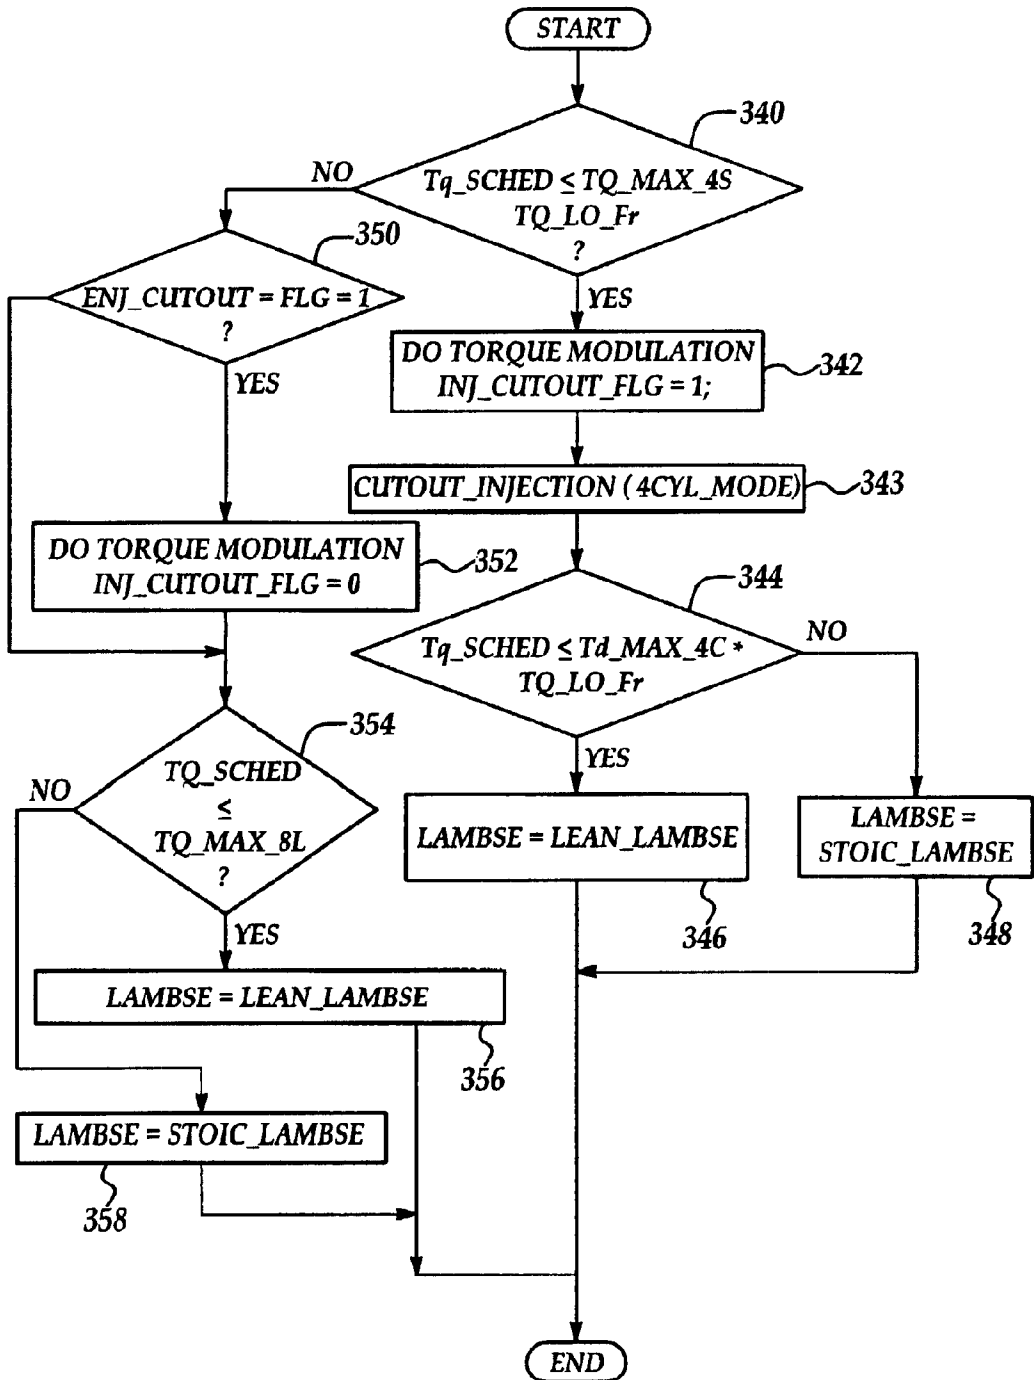 START
340
Tq_SCHED ≤ TQ_MAX_4S
TQ_LO_Fr
?
NO
YES
350
ENJ_CUTOUT = FLG = 1
?
YES
DO TORQUE MODULATION
INJ_CUTOUT_FLG = 1;
342
CUTOUT_INJECTION ( 4CYL_MODE)
343
DO TORQUE MODULATION
INJ_CUTOUT_FLG = 0
352
344
Tq_SCHED ≤ Td_MAX_4C *
TQ_LO_Fr
NO
YES
354
TQ_SCHED
≤
TQ_MAX_8L
?
NO
YES
LAMBSE = LEAN_LAMBSE
346
LAMBSE =
STOIC_LAMBSE
348
LAMBSE = LEAN_LAMBSE
356
LAMBSE = STOIC_LAMBSE
358
END